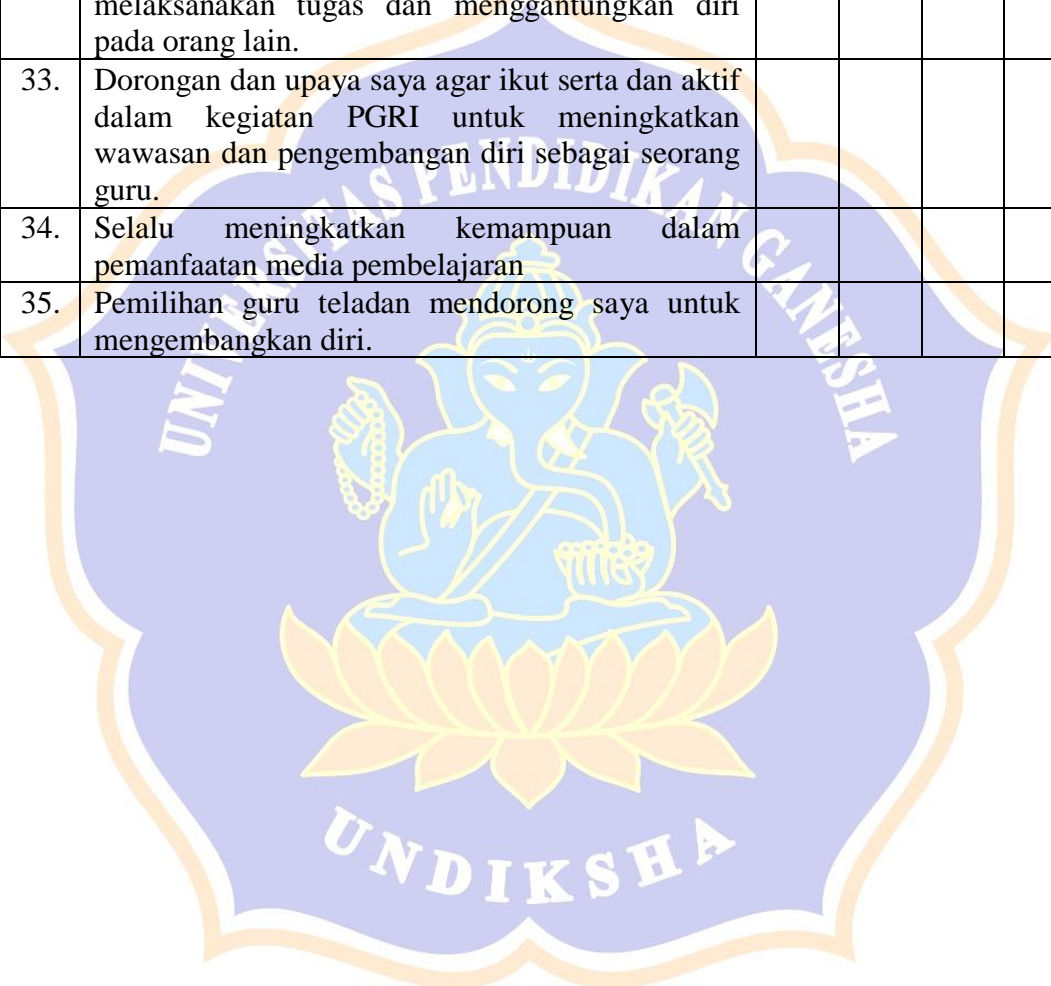 melaksanakan tugas dan menggantungkan diri
pada orang lain.
33. Dorongan dan upaya saya agar ikut serta dan aktif
dalam kegiatan PGRI untuk meningkatkan
wawasan dan pengembangan diri sebagai seorang
guru.
34. Selalu meningkatkan kemampuan dalam
pemanfaatan media pembelajaran
35. Pemilihan guru teladan mendorong saya untuk
mengembangkan diri.
UNIVERSITAS PENDIDIKAN GANESHA
UNDIKSHA